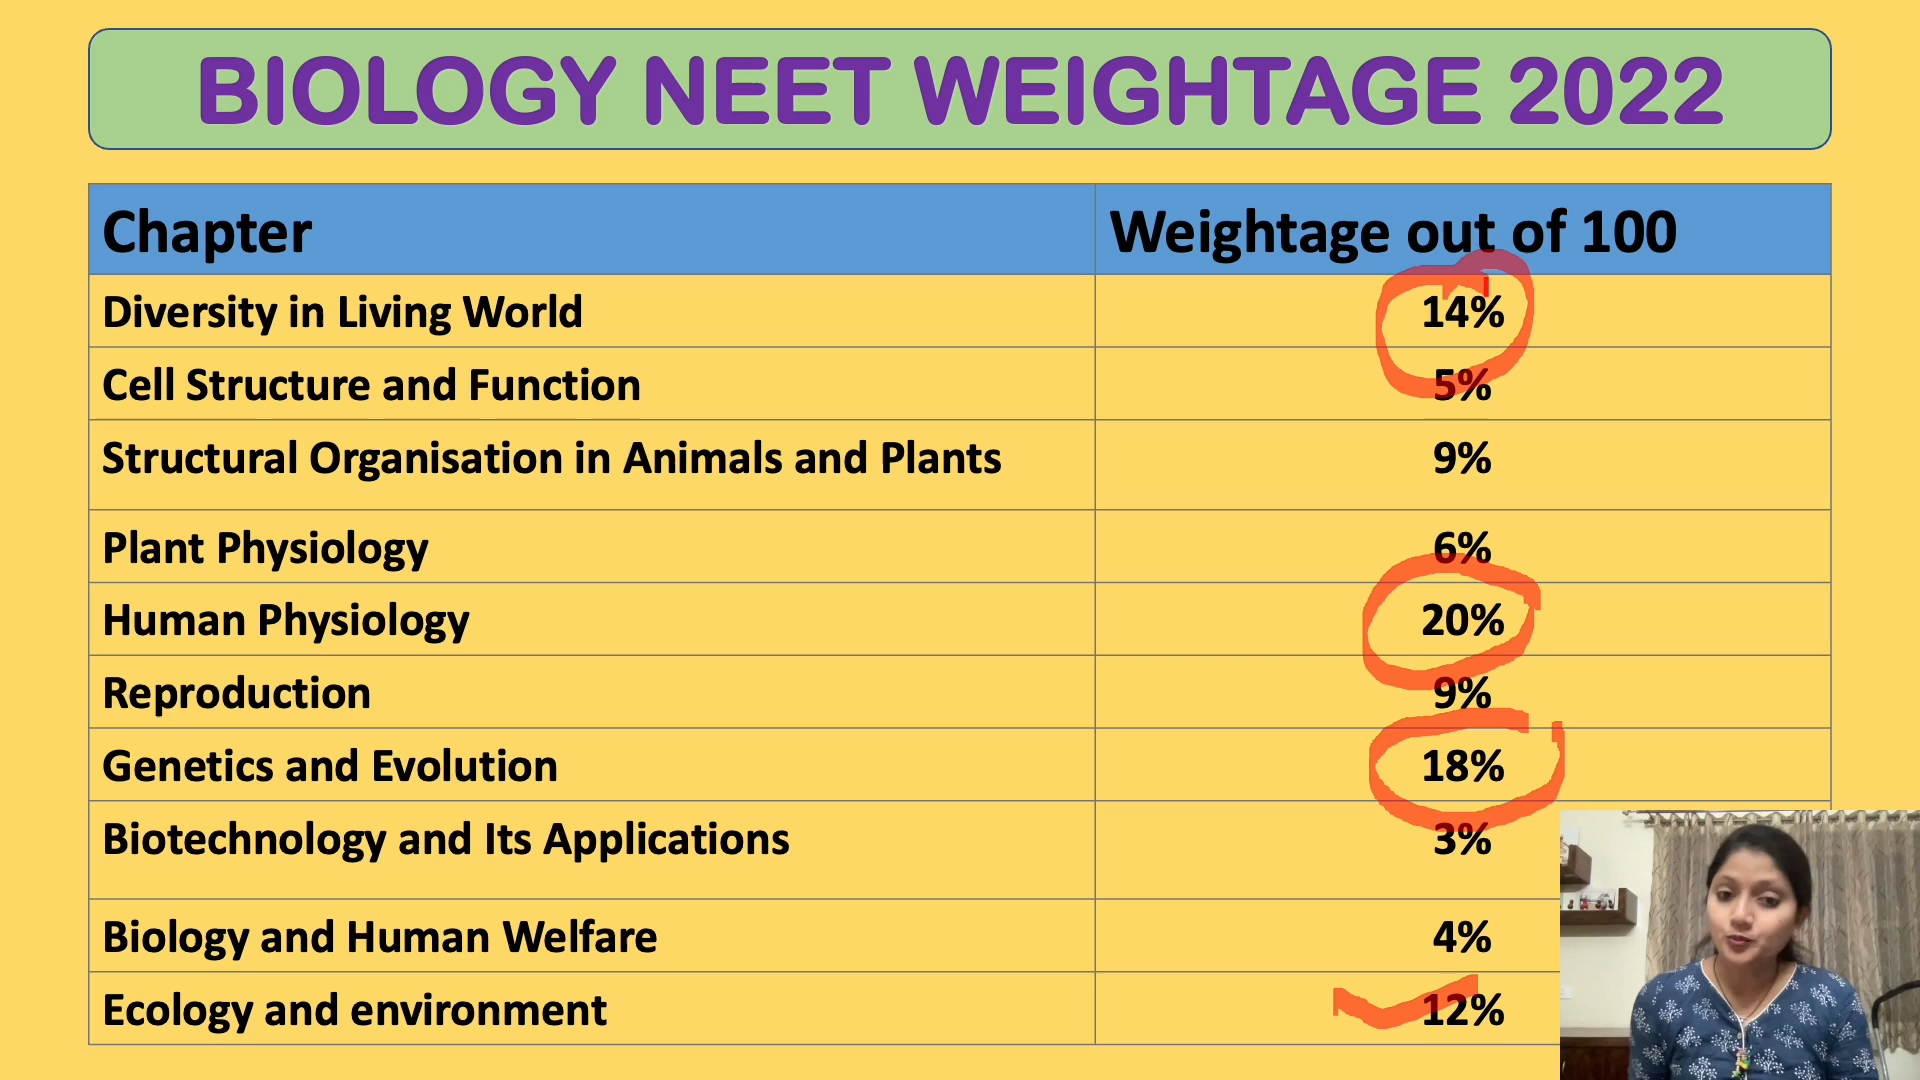 BIOLOGY NEET WEIGHTAGE 2022
Chapter Weightage out of 100
Diversity in Living World 14%
Cell Structure and Function 5%
Structural Organisation in Animals and Plants 9%
Plant Physiology 6%
Human Physiology 20%
Reproduction 9%
Genetics and Evolution 18%
Biotechnology and Its Applications 3%
Biology and Human Welfare 4%
Ecology and environment 12%